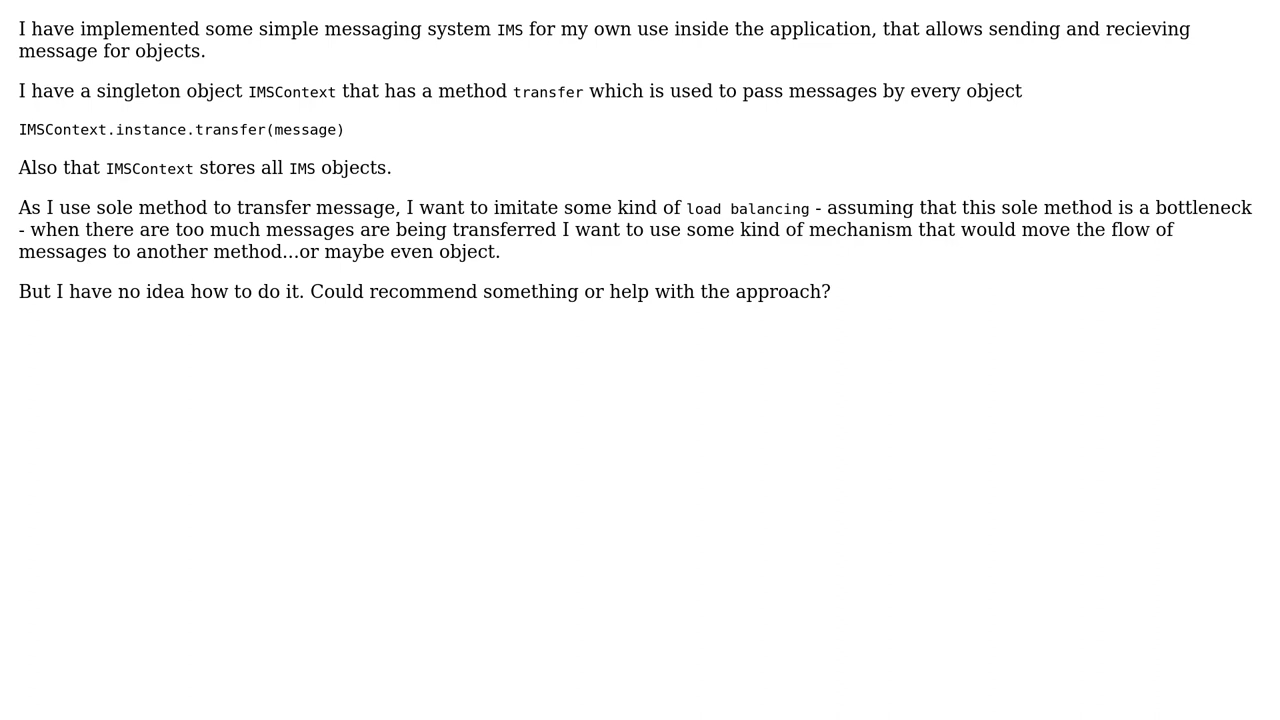 I have implemented some simple messaging system IMS for my own use inside the application, that allows sending and recieving
message for objects.
I have a singleton object IMSContext that has a method transfer which is used to pass messages by every object
IMSContext.instance.transfer(message)
Also that IMSContext stores all IMS objects.
As I use sole method to transfer message, I want to imitate some kind of load balancing - assuming that this sole method is a bottleneck
- when there are too much messages are being transferred I want to use some kind of mechanism that would move the flow of
messages to another method...or maybe even object.
But I have no idea how to do it. Could recommend something or help with the approach?